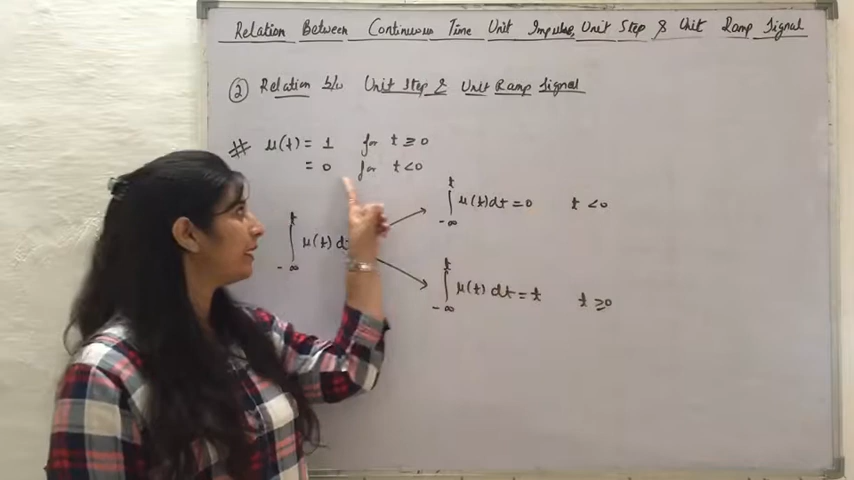 Relation Between Continuous Time Unit Impulse, Unit Step & Unit Ramp Signal
② Relation b/w Unit Step & Unit Ramp Signal
# u(t) = 1 for t ≥ 0
= 0 for t < 0
∫_{-∞}^{t} u(t) dt
∫_{-∞}^{t} u(t) dt = 0 t < 0
∫_{-∞}^{t} u(t) dt = t t ≥ 0